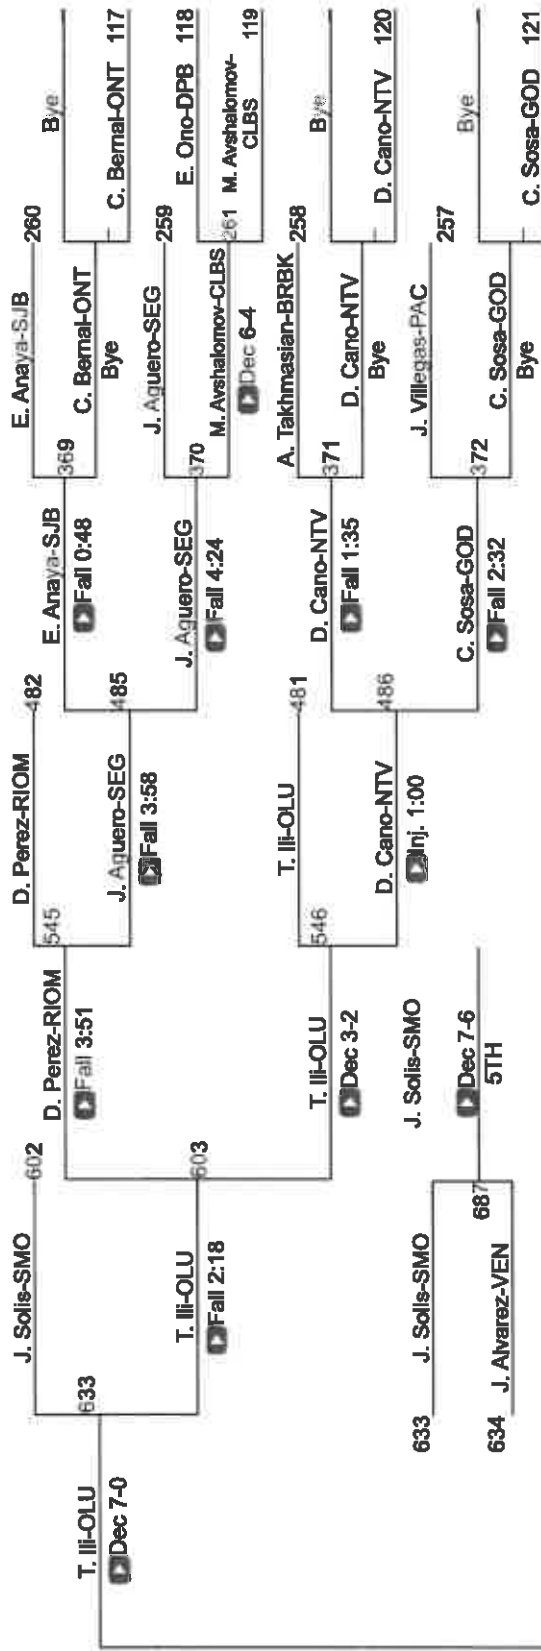 Bye
C. Bernal-ONT 117
E. Ono-DPB 118
M. Avshalomov-
CLBS 119
Bye
D. Cano-NTV 120
Bye
C. Sosa-GOD 121
E. Anaya-SJB 260
C. Bernal-ONT
Bye
J. Aguero-SEG 259
M. Avshalomov-CLBS 261
Dec 6-4
A. Takhmasian-BRBK 258
D. Cano-NTV
Bye
J. Villegas-PAC 257
C. Sosa-GOD
Bye
E. Anaya-SJB 369
Fall 0:48
J. Aguero-SEG 370
Fall 4:24
D. Cano-NTV 371
Fall 1:35
C. Sosa-GOD 372
Fall 2:32
D. Perez-RIOM 482
J. Aguero-SEG 485
Fall 3:58
T. Ili-OLU 481
D. Cano-NTV 486
Inj. 1:00
D. Perez-RIOM 545
Fall 3:51
T. Ili-OLU 546
Dec 3-2
J. Solis-SMO 602
T. Ili-OLU 603
Fall 2:18
T. Ili-OLU 633
Dec 7-0
633 J. Solis-SMO
634 J. Alvarez-VEN
687
J. Solis-SMO
Dec 7-6
5TH